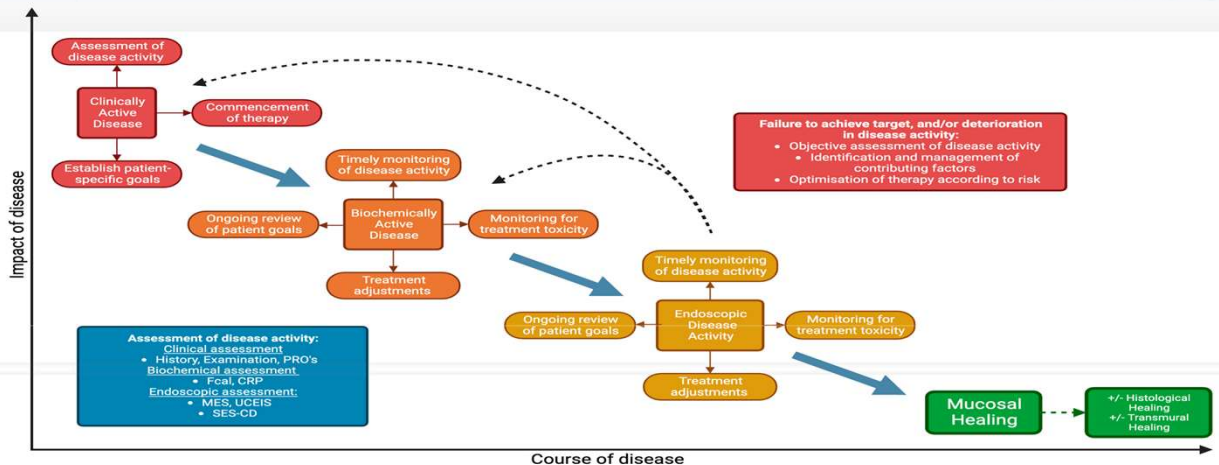 Impact of disease
Assessment of
disease activity
Clinically
Active
Disease
Commencement
of therapy
Establish patient-
specific goals
Timely monitoring
of disease activity
Ongoing review
of patient goals
Biochemically
Active
Disease
Monitoring for
treatment toxicity
Treatment
adjustments
Failure to achieve target, and/or deterioration
in disease activity:
• Objective assessment of disease activity
• Identification and management of
contributing factors
• Optimisation of therapy according to risk
Timely monitoring
of disease activity
Ongoing review
of patient goals
Endoscopic
Disease
Activity
Monitoring for
treatment toxicity
Treatment
adjustments
Assessment of disease activity:
Clinical assessment
• History, Examination, PRO's
Biochemical assessment
• Fcal, CRP
Endoscopic assessment:
• MES, UCEIS
• SES-CD
Mucosal
Healing
+/- Histological
Healing
+/- Transmural
Healing
Course of disease